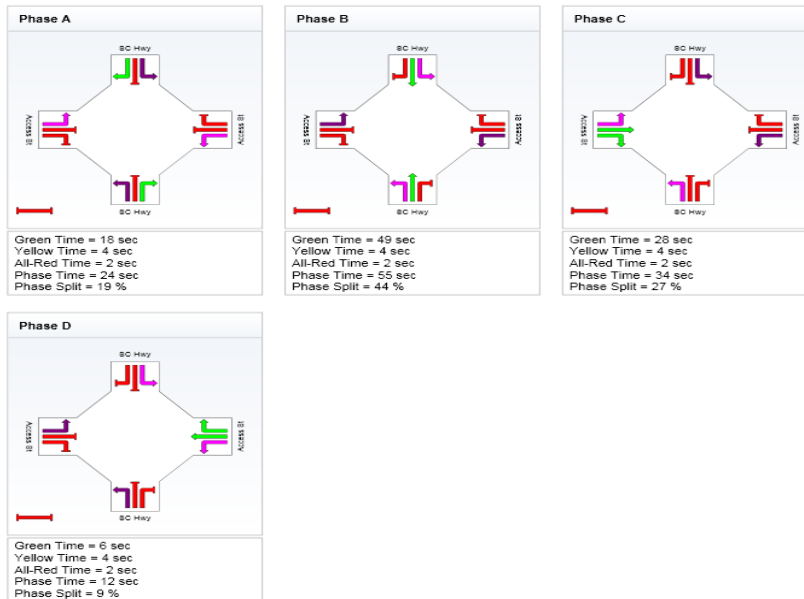 Phase A
SC Hwy
Access St
Access St
SC Hwy
Green Time = 18 sec
Yellow Time = 4 sec
All-Red Time = 2 sec
Phase Time = 24 sec
Phase Split = 19 %
Phase B
SC Hwy
Access St
Access St
SC Hwy
Green Time = 49 sec
Yellow Time = 4 sec
All-Red Time = 2 sec
Phase Time = 55 sec
Phase Split = 44 %
Phase C
SC Hwy
Access St
Access St
SC Hwy
Green Time = 28 sec
Yellow Time = 4 sec
All-Red Time = 2 sec
Phase Time = 34 sec
Phase Split = 27 %
Phase D
SC Hwy
Access St
Access St
SC Hwy
Green Time = 6 sec
Yellow Time = 4 sec
All-Red Time = 2 sec
Phase Time = 12 sec
Phase Split = 9 %